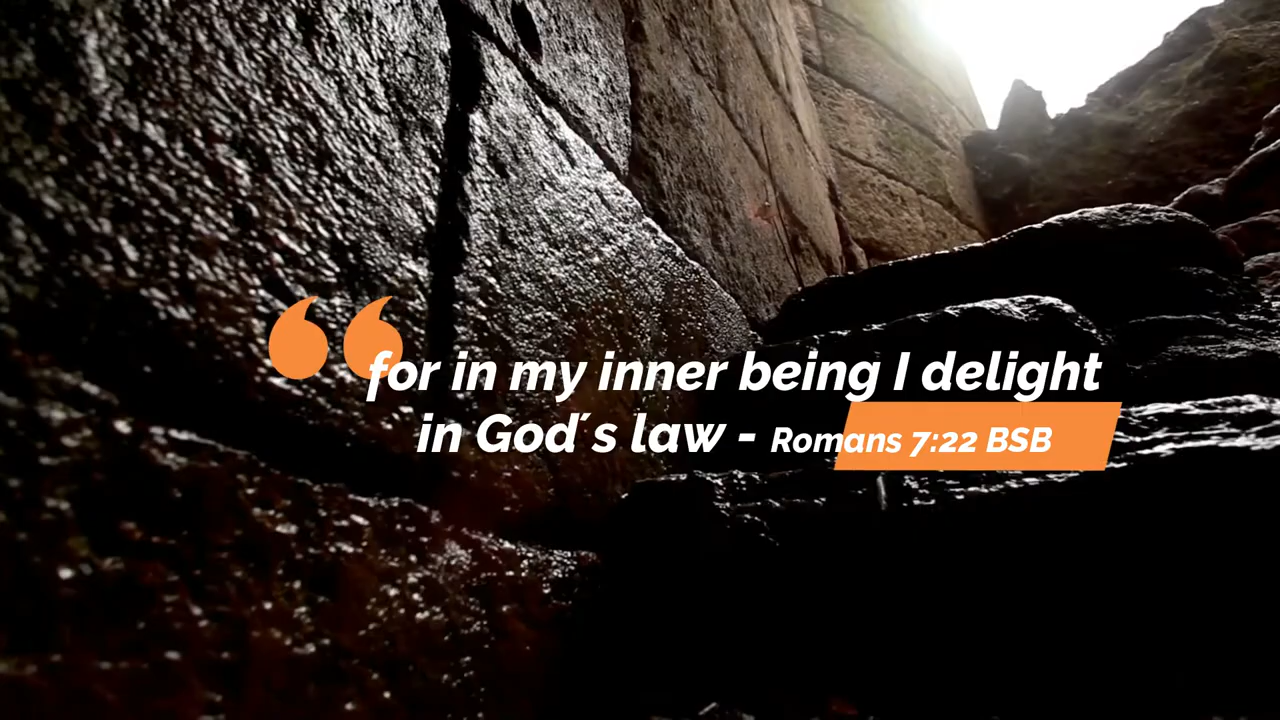 “for in my inner being I delight
in God´s law - Romans 7:22 BSB